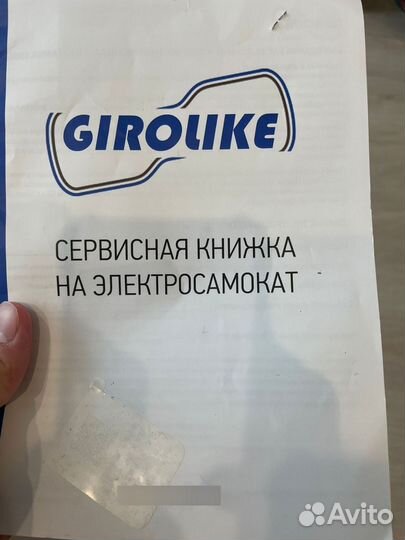 GIROLIKE
СЕРВИСНАЯ КНИЖКА
НА ЭЛЕКТРОСАМОКАТ
Avito